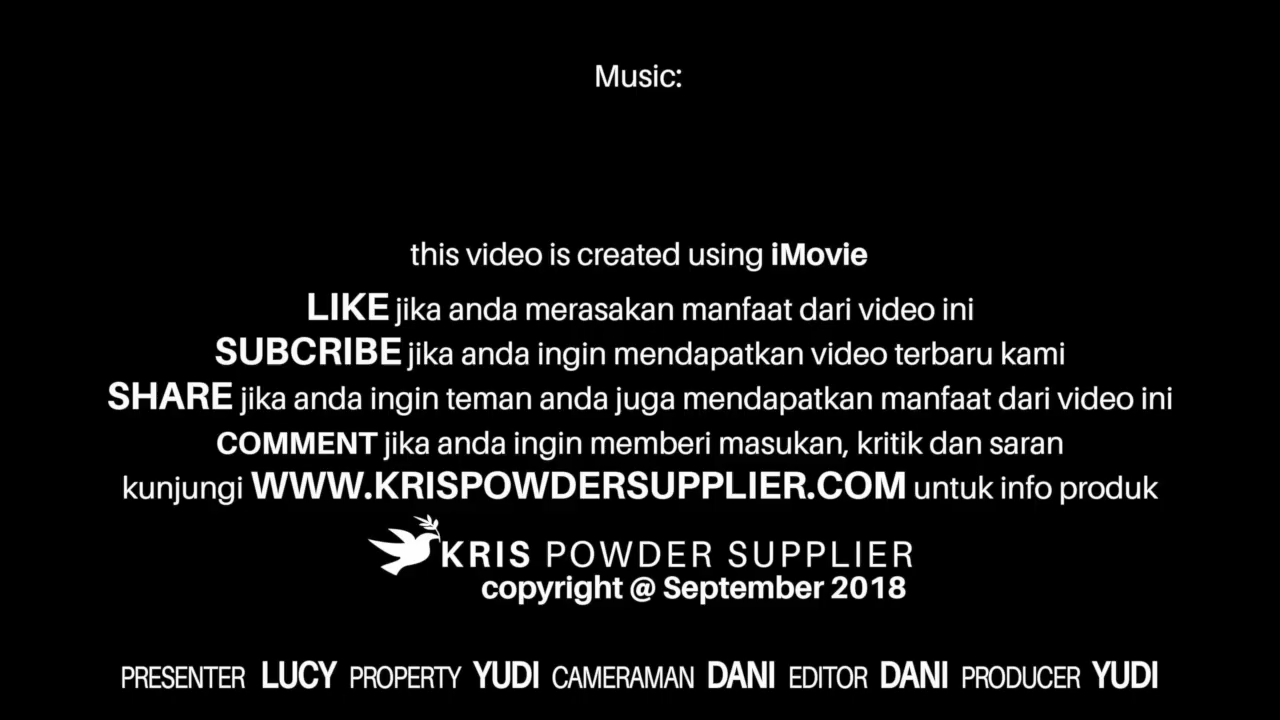 Music:
this video is created using iMovie
LIKE jika anda merasakan manfaat dari video ini
SUBCRIBE jika anda ingin mendapatkan video terbaru kami
SHARE jika anda ingin teman anda juga mendapatkan manfaat dari video ini
COMMENT jika anda ingin memberi masukan, kritik dan saran
kunjungi WWW.KRISPOWDERSUPPLIER.COM untuk info produk
KRIS POWDER SUPPLIER
copyright @ September 2018
PRESENTER LUCY PROPERTY YUDI CAMERAMAN DANI EDITOR DANI PRODUCER YUDI